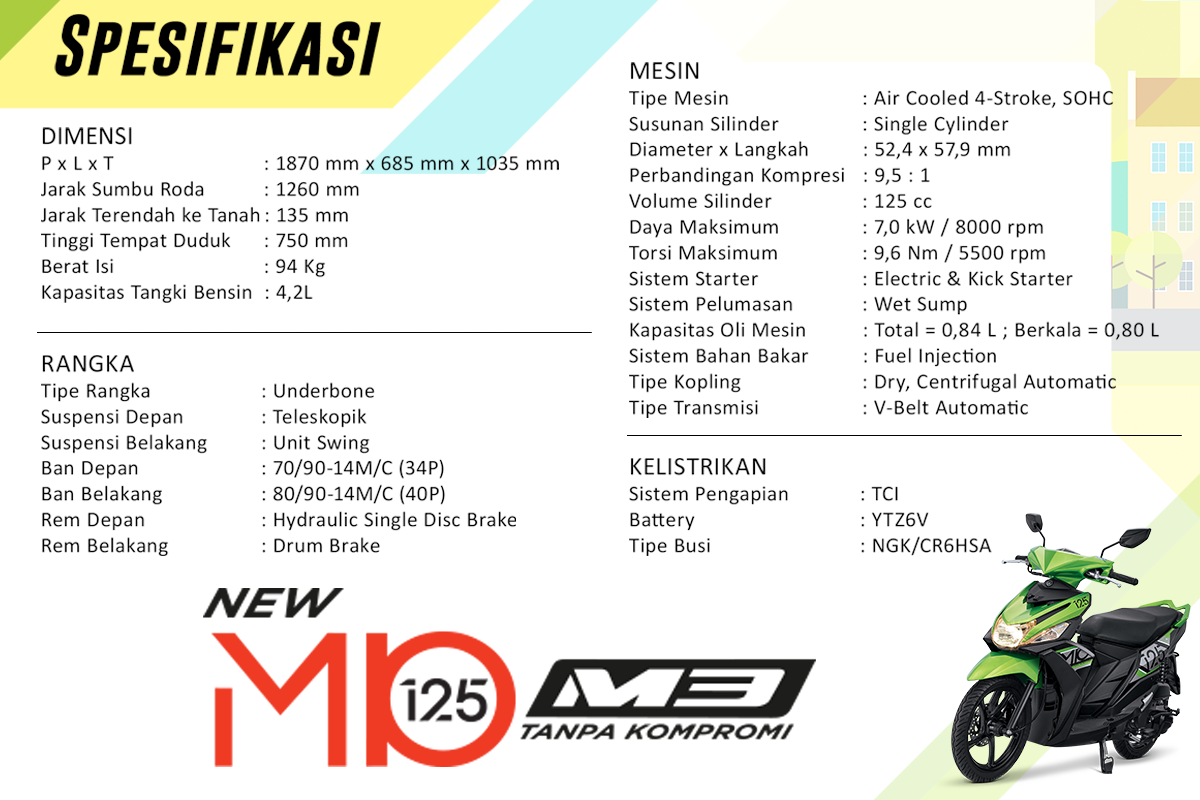 SPESIFIKASI
DIMENSI
P x L x T : 1870 mm x 685 mm x 1035 mm
Jarak Sumbu Roda : 1260 mm
Jarak Terendah ke Tanah : 135 mm
Tinggi Tempat Duduk : 750 mm
Berat Isi : 94 Kg
Kapasitas Tangki Bensin : 4,2L
RANGKA
Tipe Rangka : Underbone
Suspensi Depan : Teleskopik
Suspensi Belakang : Unit Swing
Ban Depan : 70/90-14M/C (34P)
Ban Belakang : 80/90-14M/C (40P)
Rem Depan : Hydraulic Single Disc Brake
Rem Belakang : Drum Brake
MESIN
Tipe Mesin : Air Cooled 4-Stroke, SOHC
Susunan Silinder : Single Cylinder
Diameter x Langkah : 52,4 x 57,9 mm
Perbandingan Kompresi : 9,5 : 1
Volume Silinder : 125 cc
Daya Maksimum : 7,0 kW / 8000 rpm
Torsi Maksimum : 9,6 Nm / 5500 rpm
Sistem Starter : Electric & Kick Starter
Sistem Pelumasan : Wet Sump
Kapasitas Oli Mesin : Total = 0,84 L ; Berkala = 0,80 L
Sistem Bahan Bakar : Fuel Injection
Tipe Kopling : Dry, Centrifugal Automatic
Tipe Transmisi : V-Belt Automatic
KELISTRIKAN
Sistem Pengapian : TCI
Battery : YTZ6V
Tipe Busi : NGK/CR6HSA
NEW
MIO 125 M3
TANPA KOMPROMI
125
125